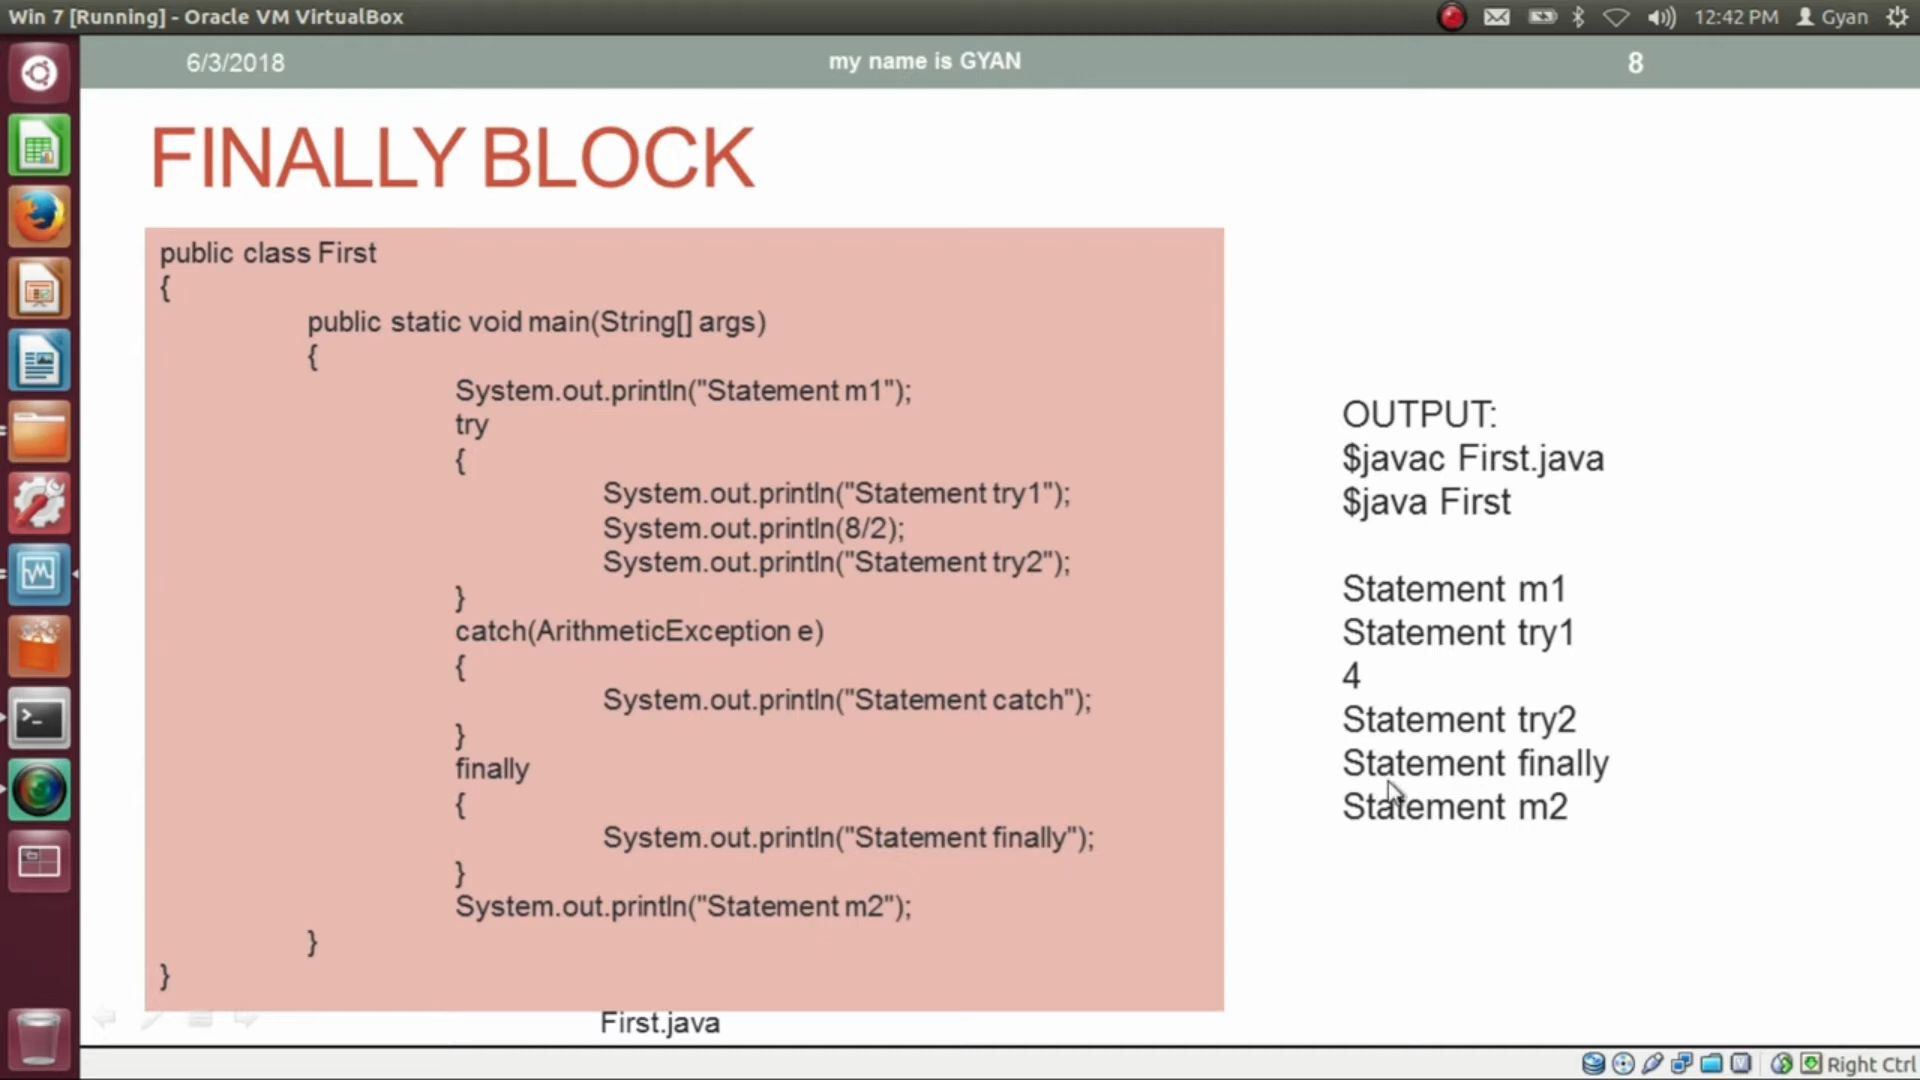 Win 7 [Running] - Oracle VM VirtualBox
12:42 PM
Gyan
6/3/2018
my name is GYAN
8
FINALLY BLOCK
public class First
{
public static void main(String[] args)
{
System.out.println("Statement m1");
try
{
System.out.println("Statement try1");
System.out.println(8/2);
System.out.println("Statement try2");
}
catch(ArithmeticException e)
{
System.out.println("Statement catch");
}
finally
{
System.out.println("Statement finally");
}
System.out.println("Statement m2");
}
}
First.java
OUTPUT:
$javac First.java
$java First
Statement m1
Statement try1
4
Statement try2
Statement finally
Statement m2
Right Ctrl